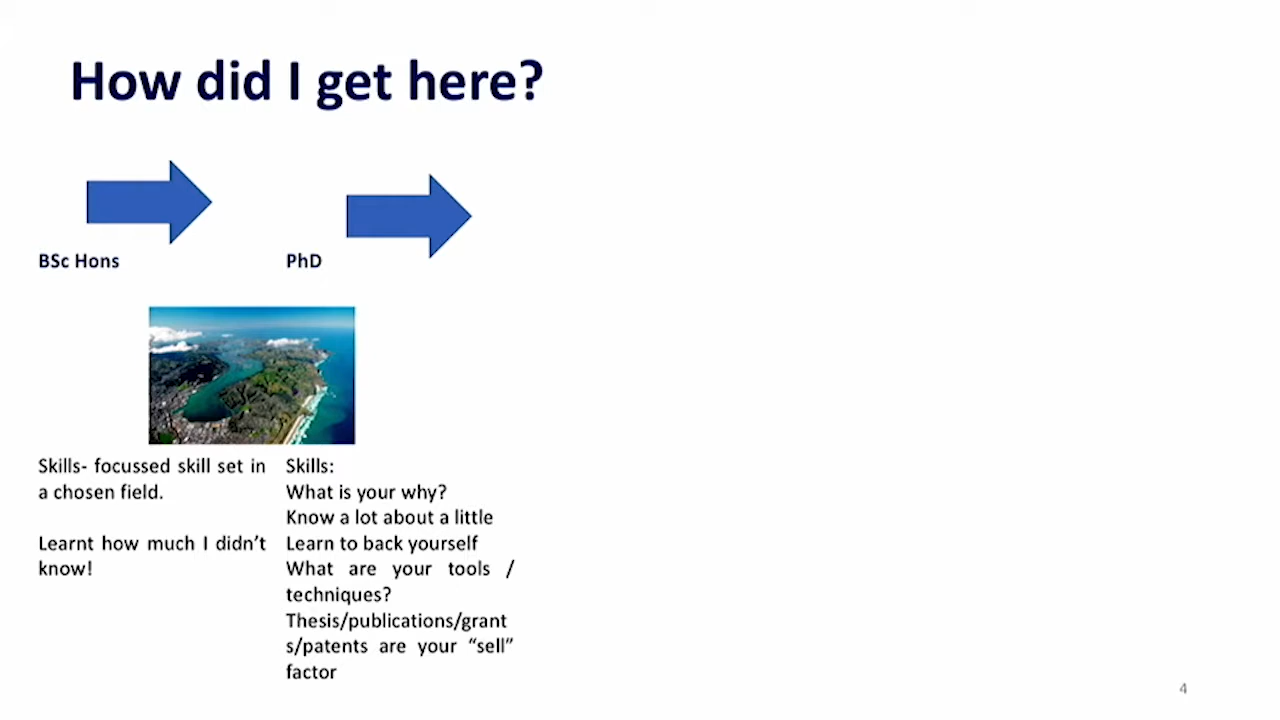 How did I get here?
BSc Hons
PhD
Skills- focussed skill set in
a chosen field.
Learnt how much I didn't
know!
Skills:
What is your why?
Know a lot about a little
Learn to back yourself
What are your tools /
techniques?
Thesis/publications/grant
s/patents are your “sell”
factor
4